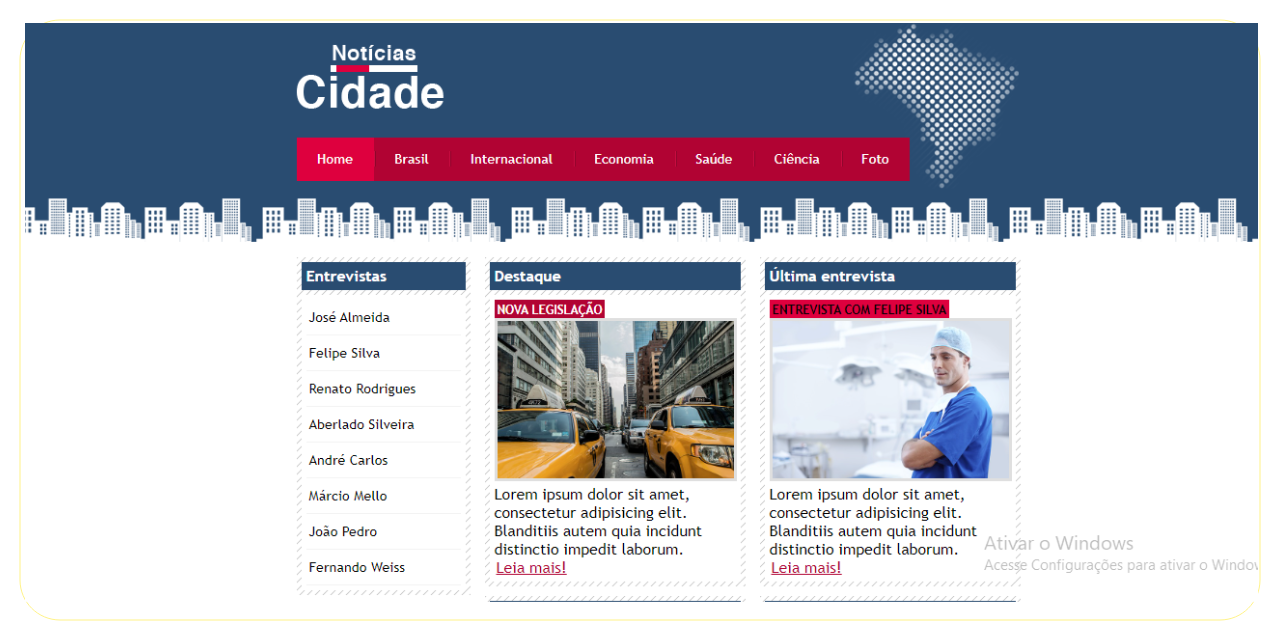 Notícias
Cidade
Home Brasil Internacional Economia Saúde Ciência Foto
Entrevistas
José Almeida
Felipe Silva
Renato Rodrigues
Aberlado Silveira
André Carlos
Márcio Mello
João Pedro
Fernando Weiss
Destaque
NOVA LEGISLAÇÃO
Lorem ipsum dolor sit amet,
consectetur adipisicing elit.
Blanditiis autem quia incidunt
distinctio impedit laborum.
Leia mais!
Última entrevista
ENTREVISTA COM FELIPE SILVA
Lorem ipsum dolor sit amet,
consectetur adipisicing elit.
Blanditiis autem quia incidunt
distinctio impedit laborum.
Leia mais!
Ativar o Windows
Acesse Configurações para ativar o Window